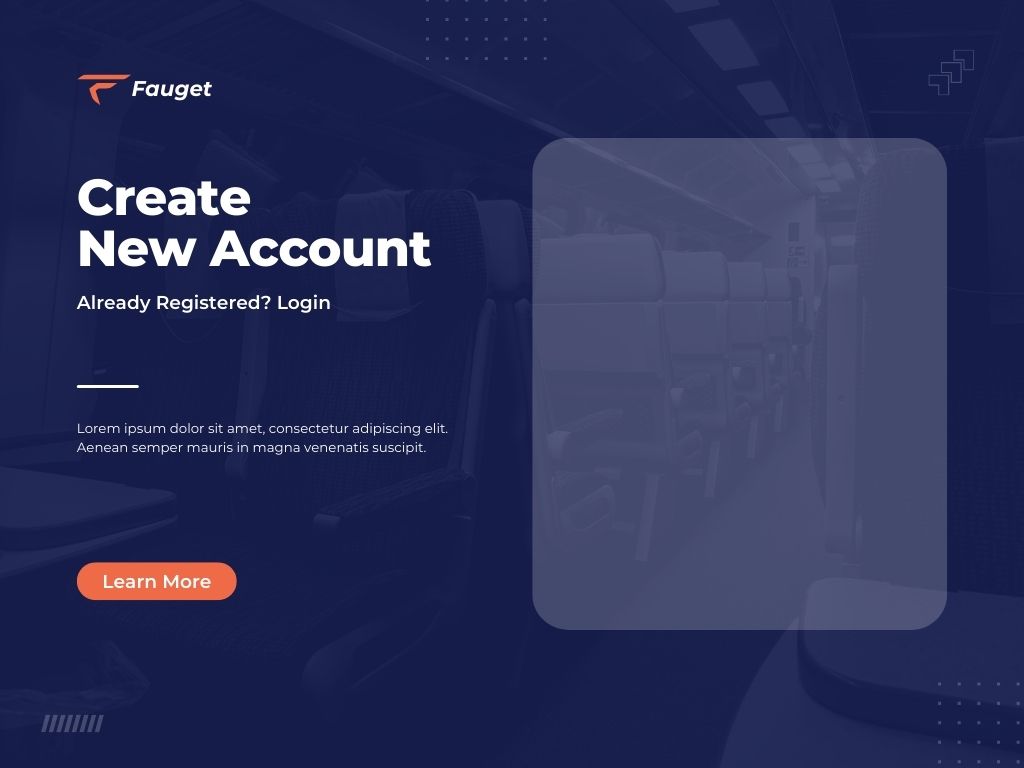 Fauget
Create
New Account
Already Registered? Login
Lorem ipsum dolor sit amet, consectetur adipiscing elit.
Aenean semper mauris in magna venenatis suscipit.
Learn More